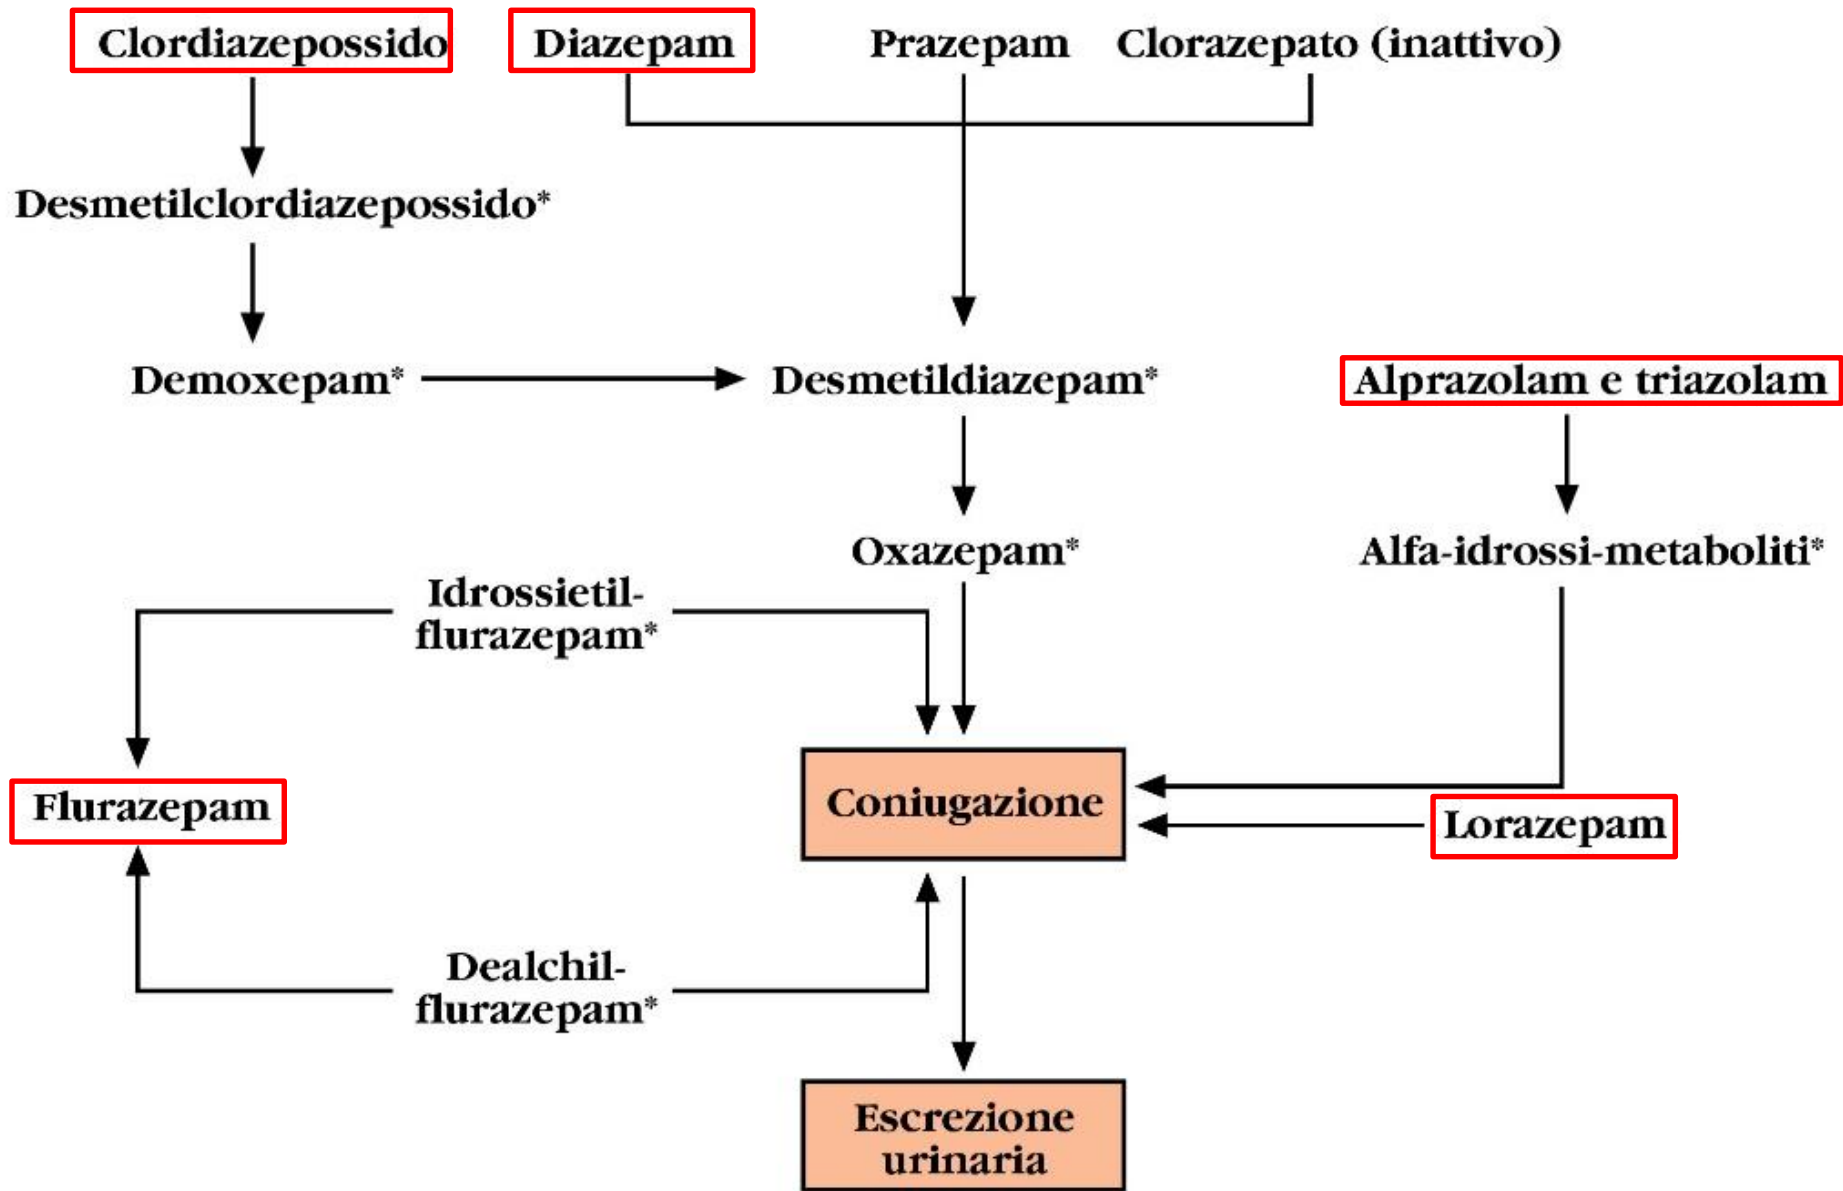 Clordiazepossido
Diazepam
Prazepam
Clorazepato (inattivo)
Desmetilclordiazepossido*
Demoxepam*
Desmetildiazepam*
Alprazolam e triazolam
Oxazepam*
Alfa-idrossi-metaboliti*
Idrossietil-
flurazepam*
Flurazepam
Coniugazione
Lorazepam
Dealchil-
flurazepam*
Escrezione
urinaria